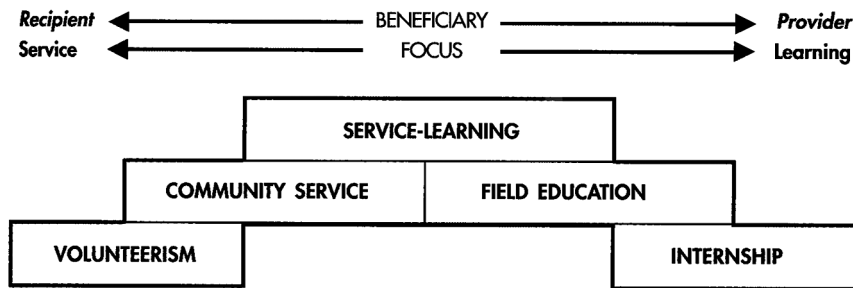 Recipient BENEFICIARY Provider
Service FOCUS Learning
SERVICE-LEARNING
COMMUNITY SERVICE FIELD EDUCATION
VOLUNTEERISM INTERNSHIP